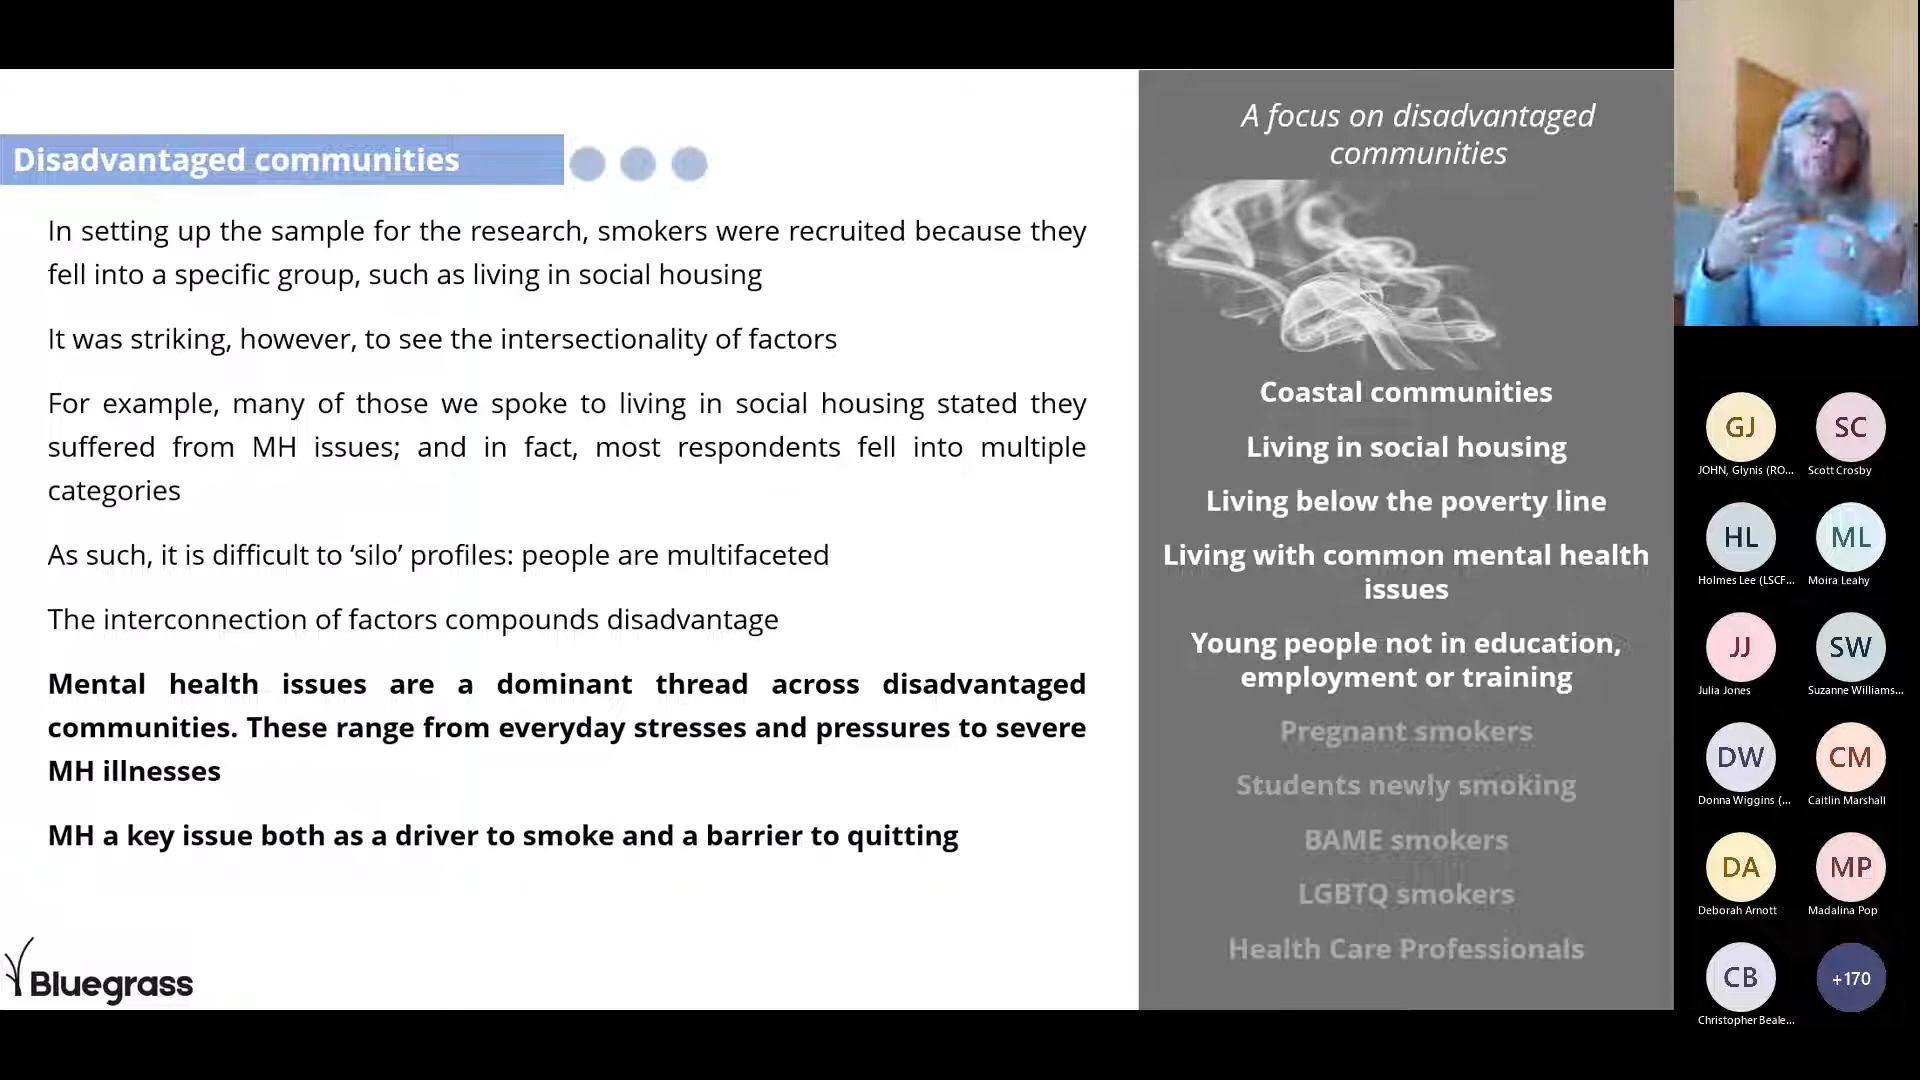 Disadvantaged communities
In setting up the sample for the research, smokers were recruited because they
fell into a specific group, such as living in social housing
It was striking, however, to see the intersectionality of factors
For example, many of those we spoke to living in social housing stated they
suffered from MH issues; and in fact, most respondents fell into multiple
categories
As such, it is difficult to ‘silo’ profiles: people are multifaceted
The interconnection of factors compounds disadvantage
Mental health issues are a dominant thread across disadvantaged
communities. These range from everyday stresses and pressures to severe
MH illnesses
MH a key issue both as a driver to smoke and a barrier to quitting
Bluegrass
A focus on disadvantaged
communities
Coastal communities
Living in social housing
Living below the poverty line
Living with common mental health
issues
Young people not in education,
employment or training
Pregnant smokers
Students newly smoking
BAME smokers
LGBTQ smokers
Health Care Professionals
GJ
JOHN, Glynis (RO...
SC
Scott Crosby
HL
Holmes Lee (LSCF...
ML
Moira Leahy
JJ
Julia Jones
SW
Suzanne Williams...
DW
Donna Wiggins (...
CM
Caitlin Marshall
DA
Deborah Arnott
MP
Madalina Pop
CB
Christopher Beale...
+170